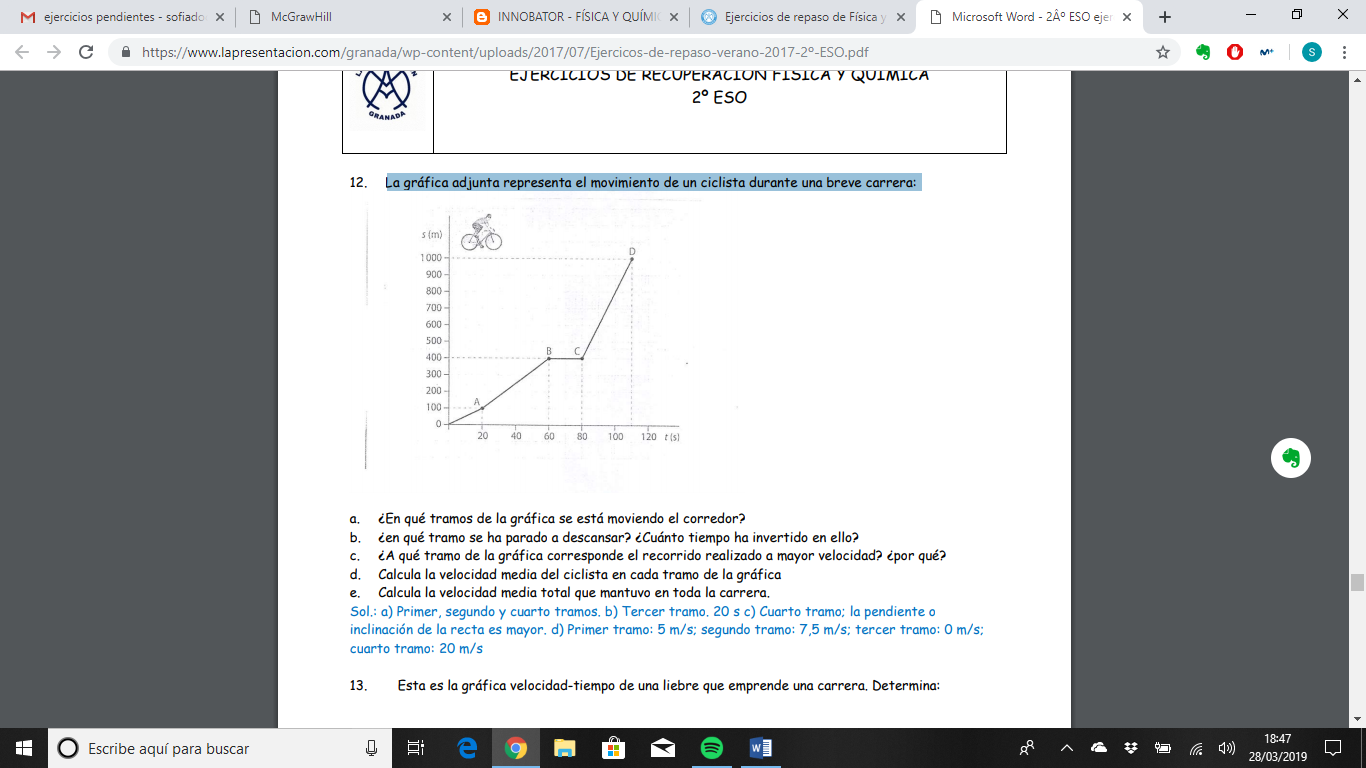 ejercicios pendientes - sofiado
McGrawHill
INNOBATOR - FÍSICA Y QUÍMIC
Ejercicios de repaso de Física y
Microsoft Word - 2Âº ESO ejer
https://www.lapresentacion.com/granada/wp-content/uploads/2017/07/Ejercicos-de-repaso-verano-2017-2º-ESO.pdf
S
EJERCICIOS DE RECUPERACIÓN FÍSICA Y QUÍMICA
2º ESO
GRANADA
12. La gráfica adjunta representa el movimiento de un ciclista durante una breve carrera:
s (m)
D
1 000
900
800
700
600
500
B C
400
300
200
A
100
0
20 40 60 80 100 120 t (s)
a. ¿En qué tramos de la gráfica se está moviendo el corredor?
b. ¿en qué tramo se ha parado a descansar? ¿Cuánto tiempo ha invertido en ello?
c. ¿A qué tramo de la gráfica corresponde el recorrido realizado a mayor velocidad? ¿por qué?
d. Calcula la velocidad media del ciclista en cada tramo de la gráfica
e. Calcula la velocidad media total que mantuvo en toda la carrera.
Sol.: a) Primer, segundo y cuarto tramos. b) Tercer tramo. 20 s c) Cuarto tramo; la pendiente o
inclinación de la recta es mayor. d) Primer tramo: 5 m/s; segundo tramo: 7,5 m/s; tercer tramo: 0 m/s;
cuarto tramo: 20 m/s
13. Esta es la gráfica velocidad-tiempo de una liebre que emprende una carrera. Determina:
Escribe aquí para buscar
18:47
28/03/2019